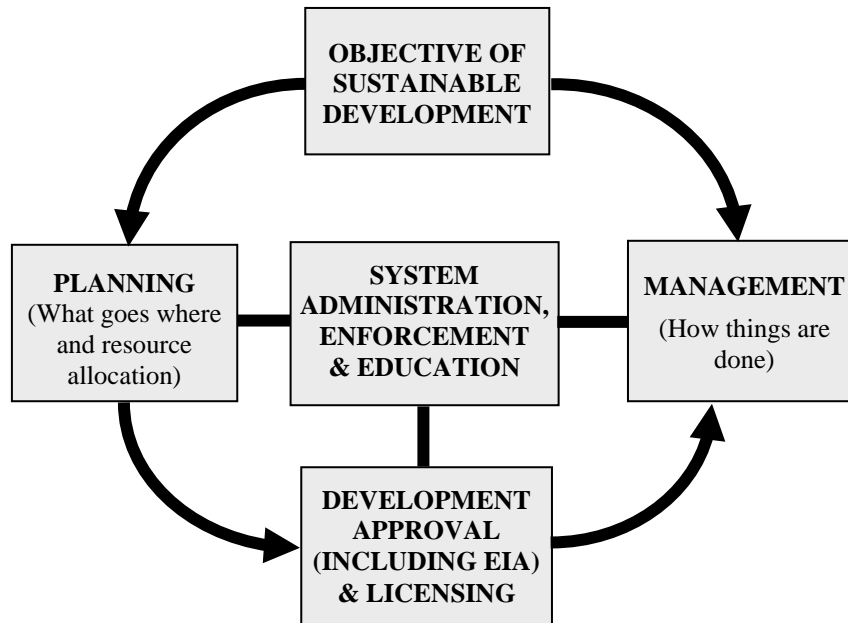 OBJECTIVE OF
SUSTAINABLE
DEVELOPMENT
PLANNING
(What goes where
and resource
allocation)
SYSTEM
ADMINISTRATION,
ENFORCEMENT
& EDUCATION
MANAGEMENT
(How things are
done)
DEVELOPMENT
APPROVAL
(INCLUDING EIA)
& LICENSING